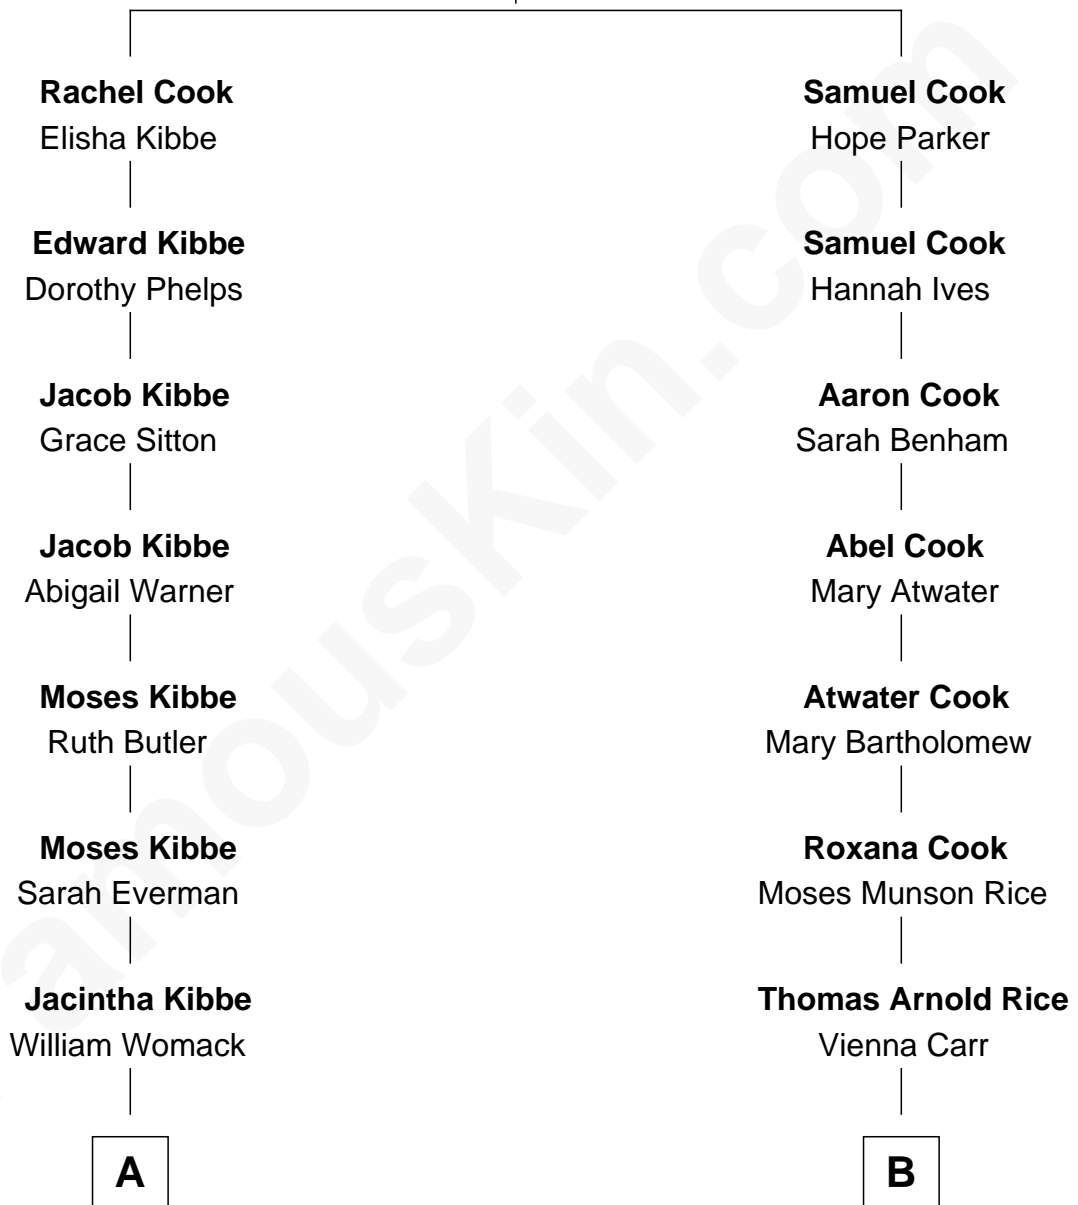 Rachel Cook
Elisha Kibbe
Edward Kibbe
Dorothy Phelps
Jacob Kibbe
Grace Sitton
Jacob Kibbe
Abigail Warner
Moses Kibbe
Ruth Butler
Moses Kibbe
Sarah Everman
Jacintha Kibbe
William Womack
A
Samuel Cook
Hope Parker
Samuel Cook
Hannah Ives
Aaron Cook
Sarah Benham
Abel Cook
Mary Atwater
Atwater Cook
Mary Bartholomew
Roxana Cook
Moses Munson Rice
Thomas Arnold Rice
Vienna Carr
B
amousKin.com